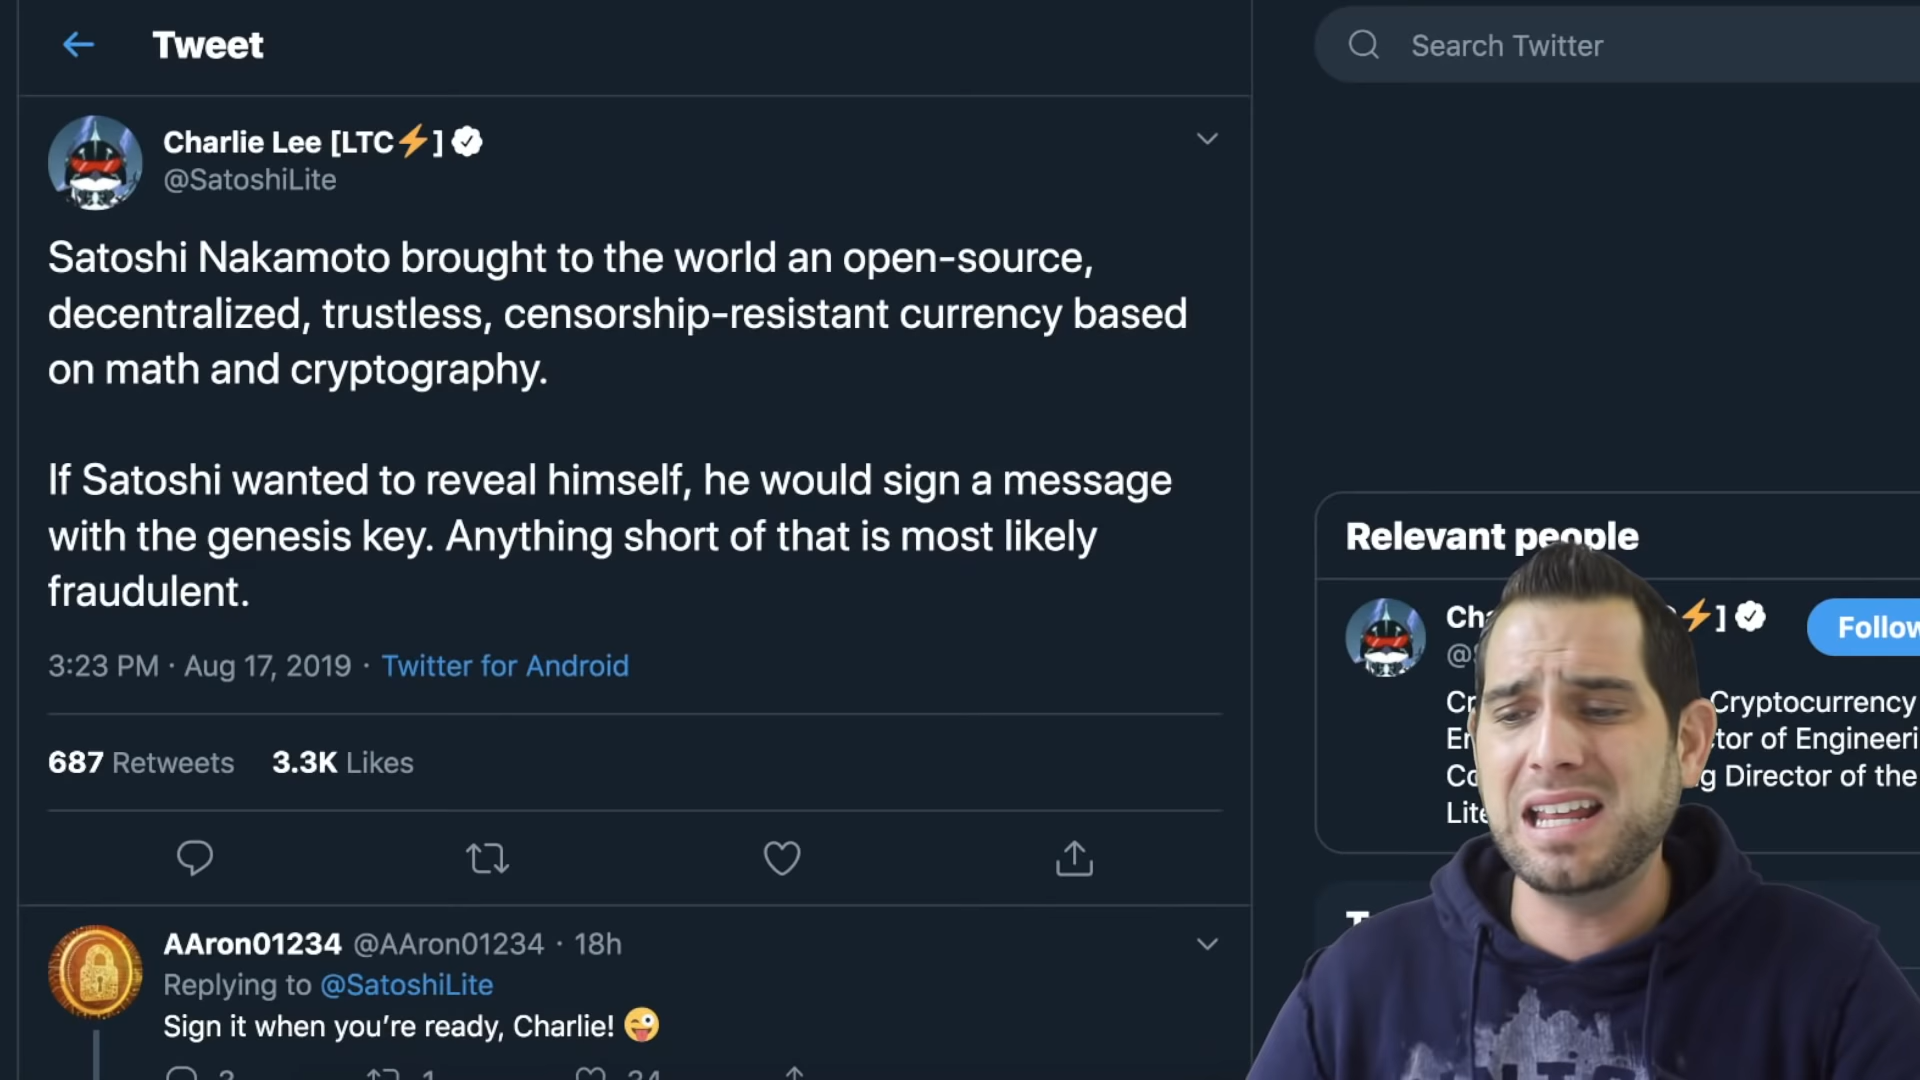 Tweet
Search Twitter
Charlie Lee [LTC⚡]
@SatoshiLite
Satoshi Nakamoto brought to the world an open-source,
decentralized, trustless, censorship-resistant currency based
on math and cryptography.
If Satoshi wanted to reveal himself, he would sign a message
with the genesis key. Anything short of that is most likely
fraudulent.
3:23 PM · Aug 17, 2019 · Twitter for Android
687 Retweets 3.3K Likes
AAron01234 @AAron01234 · 18h
Replying to @SatoshiLite
Sign it when you're ready, Charlie! 😜
Relevant people
⚡]
Follow
Cryptocurrency
of Engineeri
Director of the